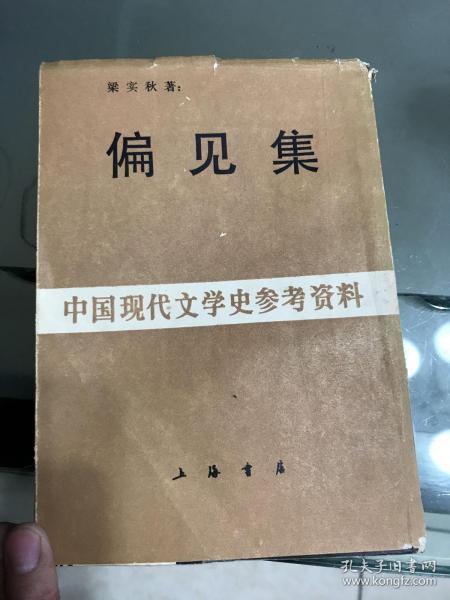 梁实秋著：
偏见集
中国现代文学史参考资料
上海书店
孔夫子旧书网
www.kongfz.com